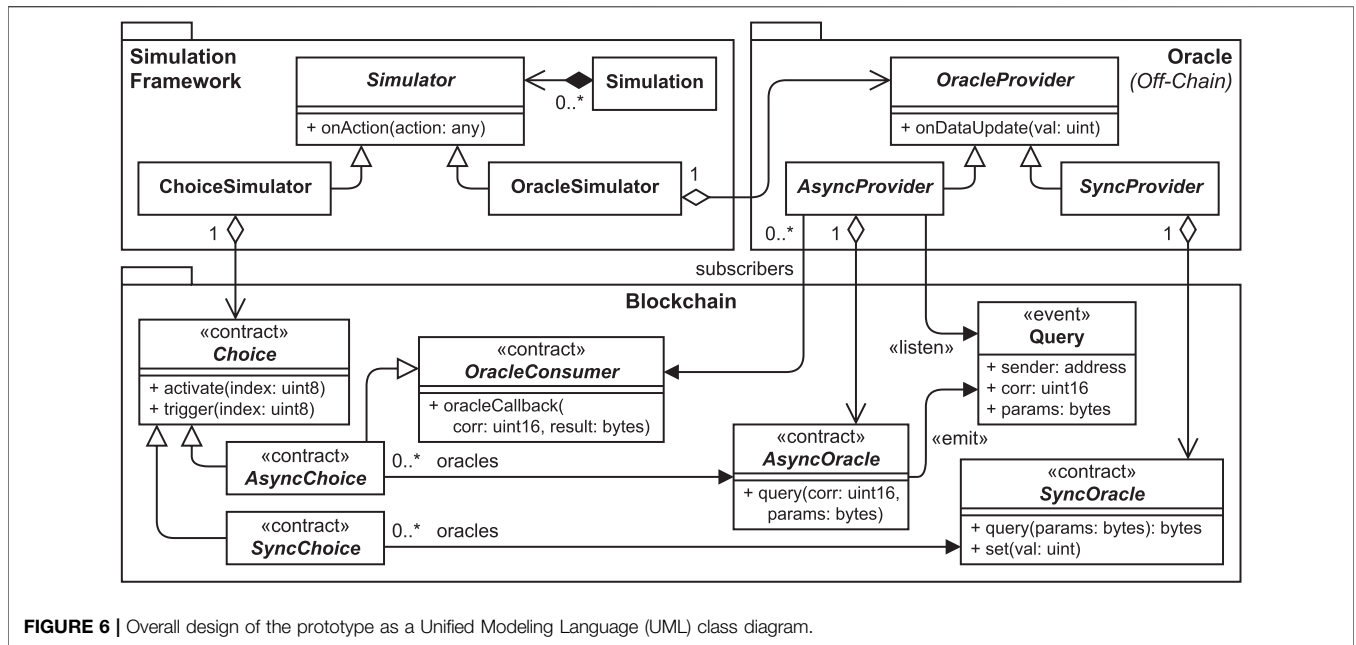 Simulation
Framework
Simulator
+ onAction(action: any)
0..*
Simulation
ChoiceSimulator
OracleSimulator
1
1
Oracle
(Off-Chain)
OracleProvider
+ onDataUpdate(val: uint)
AsyncProvider
SyncProvider
0..*
1
1
subscribers
Blockchain
«contract»
Choice
+ activate(index: uint8)
+ trigger(index: uint8)
«contract»
OracleConsumer
+ oracleCallback(
corr: uint16, result: bytes)
«listen»
«event»
Query
+ sender: address
+ corr: uint16
+ params: bytes
«emit»
«contract»
AsyncChoice
0..* oracles
«contract»
AsyncOracle
+ query(corr: uint16,
params: bytes)
«contract»
SyncChoice
0..* oracles
«contract»
SyncOracle
+ query(params: bytes): bytes
+ set(val: uint)
FIGURE 6 | Overall design of the prototype as a Unified Modeling Language (UML) class diagram.